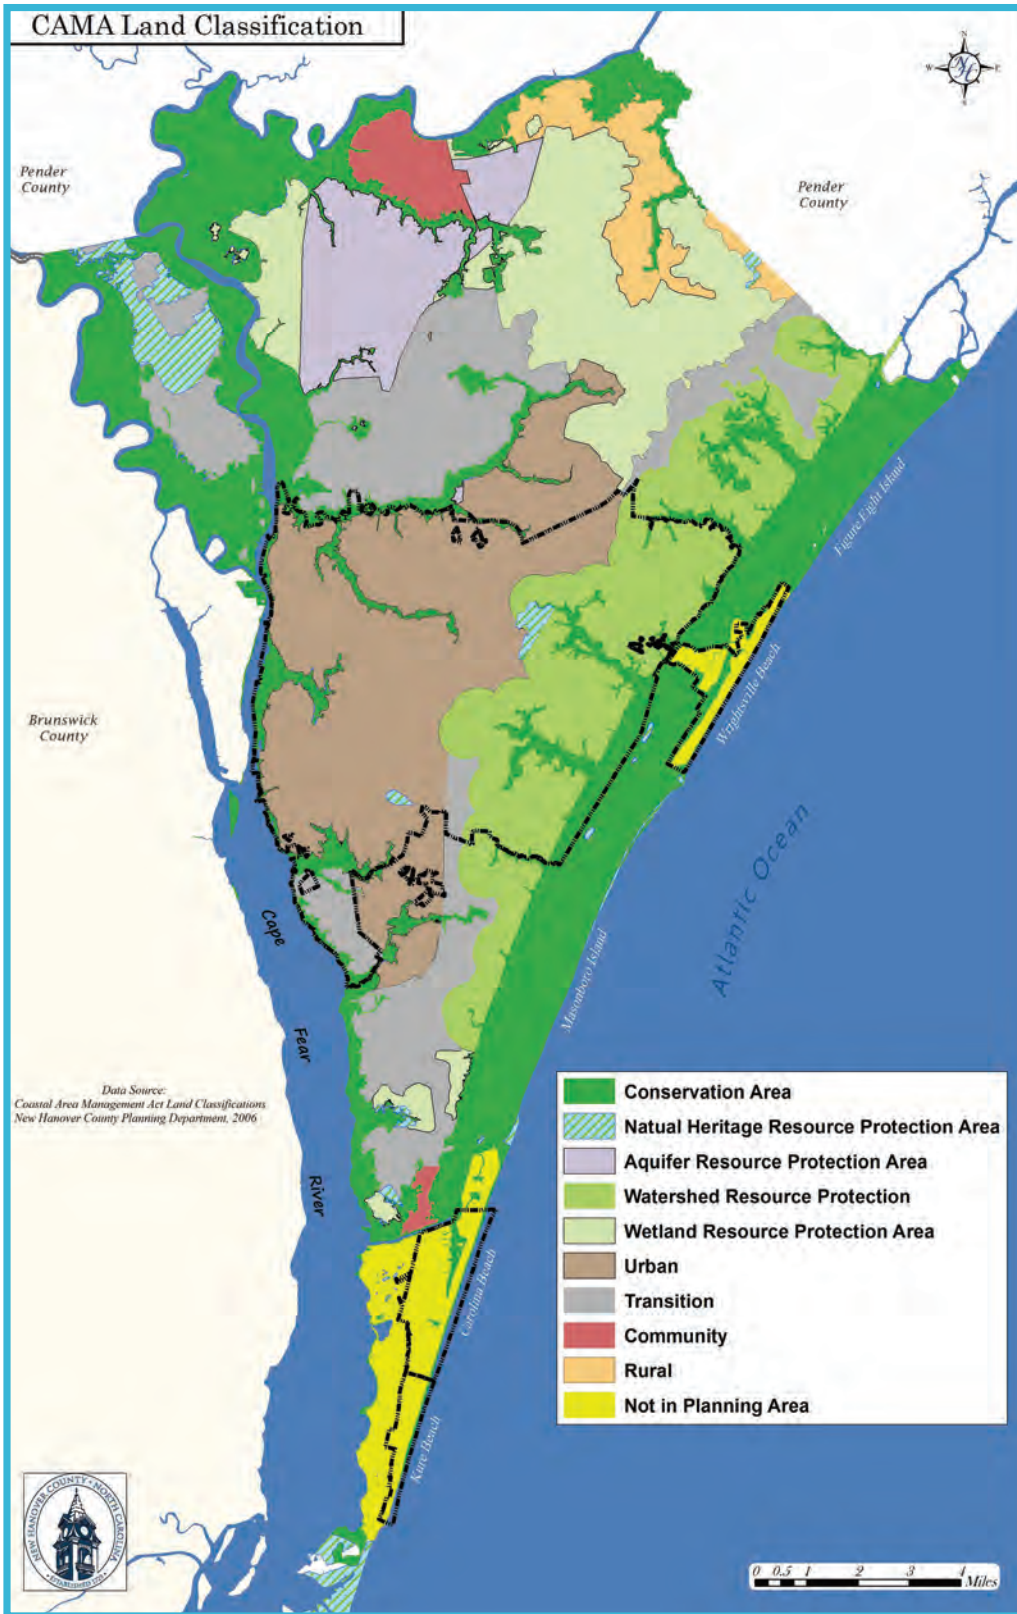 CAMA Land Classification
N
W
E
S
NH
Pender
County
Pender
County
Figure Eight Island
Wrightsville Beach
Brunswick
County
Atlantic Ocean
Cape
Fear
River
Masonboro Island
Data Source:
Coastal Area Management Act Land Classifications
New Hanover County Planning Department, 2006
Conservation Area
Natual Heritage Resource Protection Area
Aquifer Resource Protection Area
Watershed Resource Protection
Wetland Resource Protection Area
Urban
Transition
Community
Rural
Not in Planning Area
Carolina Beach
Kure Beach
NEW HANOVER COUNTY • NORTH CAROLINA
0 0.5 1 2 3 4
Miles